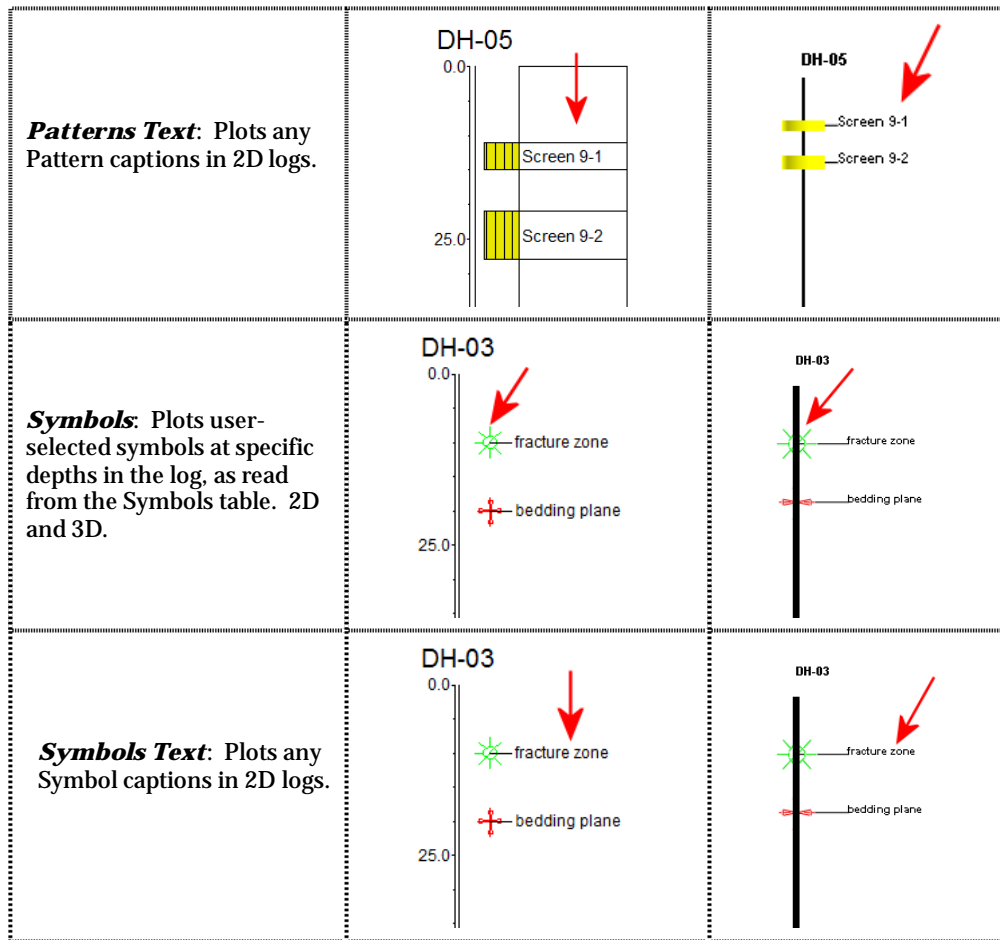 Patterns Text: Plots any
Pattern captions in 2D logs.
DH-05
0.0
Screen 9-1
Screen 9-2
25.0
DH-05
Screen 9-1
Screen 9-2
Symbols: Plots user-
selected symbols at specific
depths in the log, as read
from the Symbols table. 2D
and 3D.
DH-03
0.0
fracture zone
bedding plane
25.0
DH-03
fracture zone
bedding plane
Symbols Text: Plots any
Symbol captions in 2D logs.
DH-03
0.0
fracture zone
bedding plane
25.0
DH-03
fracture zone
bedding plane